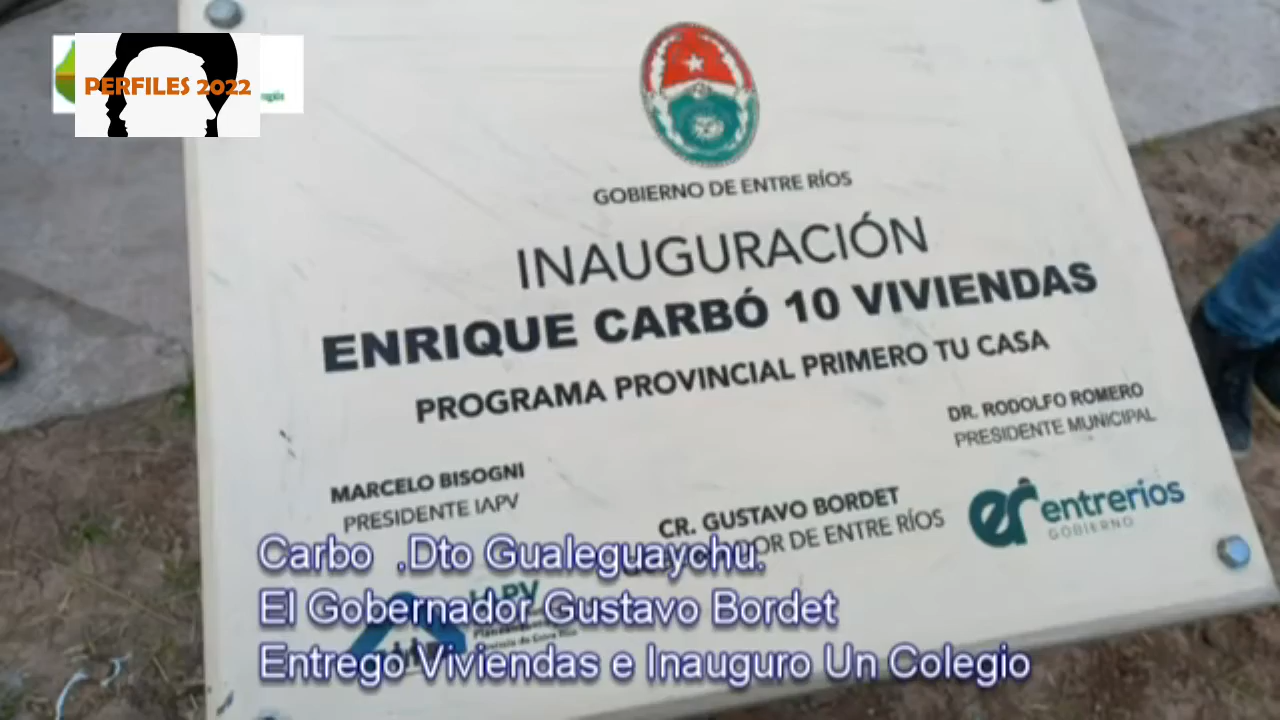 PERFILES 2022
GOBIERNO DE ENTRE RÍOS
INAUGURACIÓN
ENRIQUE CARBÓ 10 VIVIENDAS
PROGRAMA PROVINCIAL PRIMERO TU CASA
DR. RODOLFO ROMERO
PRESIDENTE MUNICIPAL
MARCELO BISOGNI
PRESIDENTE IAPV
CR. GUSTAVO BORDET
DE ENTRE RÍOS
entreríos
GOBIERNO
IAPV
Carbo .Dto Gualeguaychu.
El Gobernador Gustavo Bordet
Entrego Viviendas e Inauguro Un Colegio